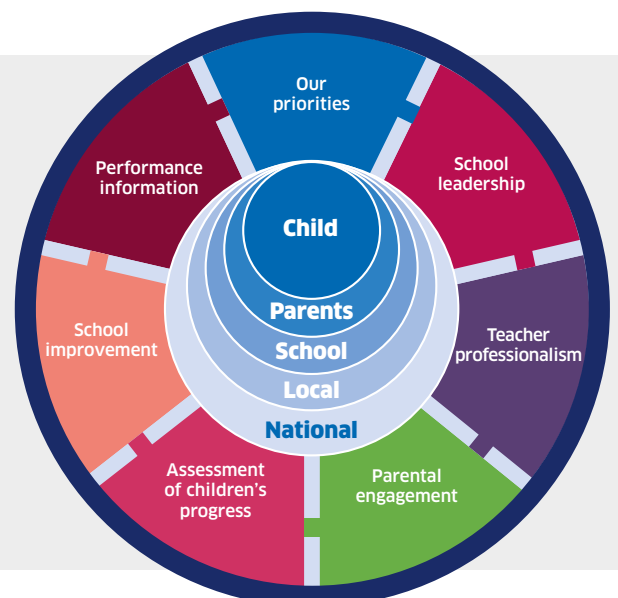 Our
priorities
School
leadership
Teacher
professionalism
Parental
engagement
Assessment
of children's
progress
School
improvement
Performance
information
Child
Parents
School
Local
National